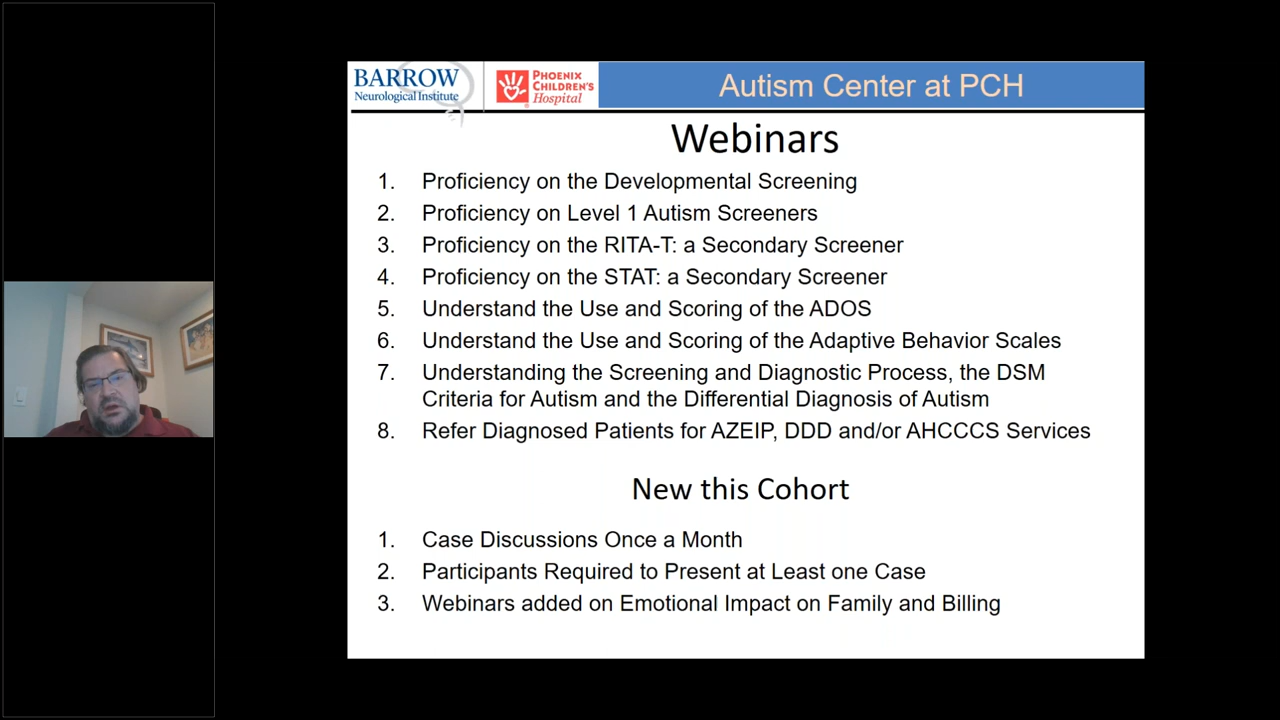 BARROW
Neurological Institute
PHOENIX
CHILDREN'S
Hospital
Autism Center at PCH
Webinars
1. Proficiency on the Developmental Screening
2. Proficiency on Level 1 Autism Screeners
3. Proficiency on the RITA-T: a Secondary Screener
4. Proficiency on the STAT: a Secondary Screener
5. Understand the Use and Scoring of the ADOS
6. Understand the Use and Scoring of the Adaptive Behavior Scales
7. Understanding the Screening and Diagnostic Process, the DSM
Criteria for Autism and the Differential Diagnosis of Autism
8. Refer Diagnosed Patients for AZEIP, DDD and/or AHCCCS Services
New this Cohort
1. Case Discussions Once a Month
2. Participants Required to Present at Least one Case
3. Webinars added on Emotional Impact on Family and Billing